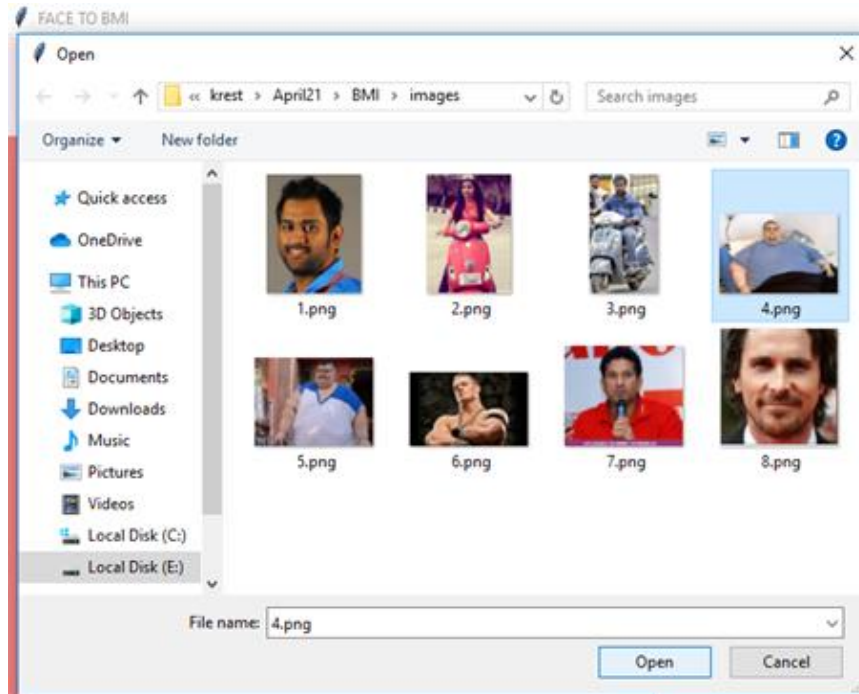 FACE TO BMI
Open
« krest > April21 > BMI > images
Search images
Organize
New folder
Quick access
OneDrive
This PC
3D Objects
Desktop
Documents
Downloads
Music
Pictures
Videos
Local Disk (C:)
Local Disk (E:)
1.png
2.png
3.png
4.png
5.png
6.png
7.png
8.png
File name: 4.png
Open
Cancel